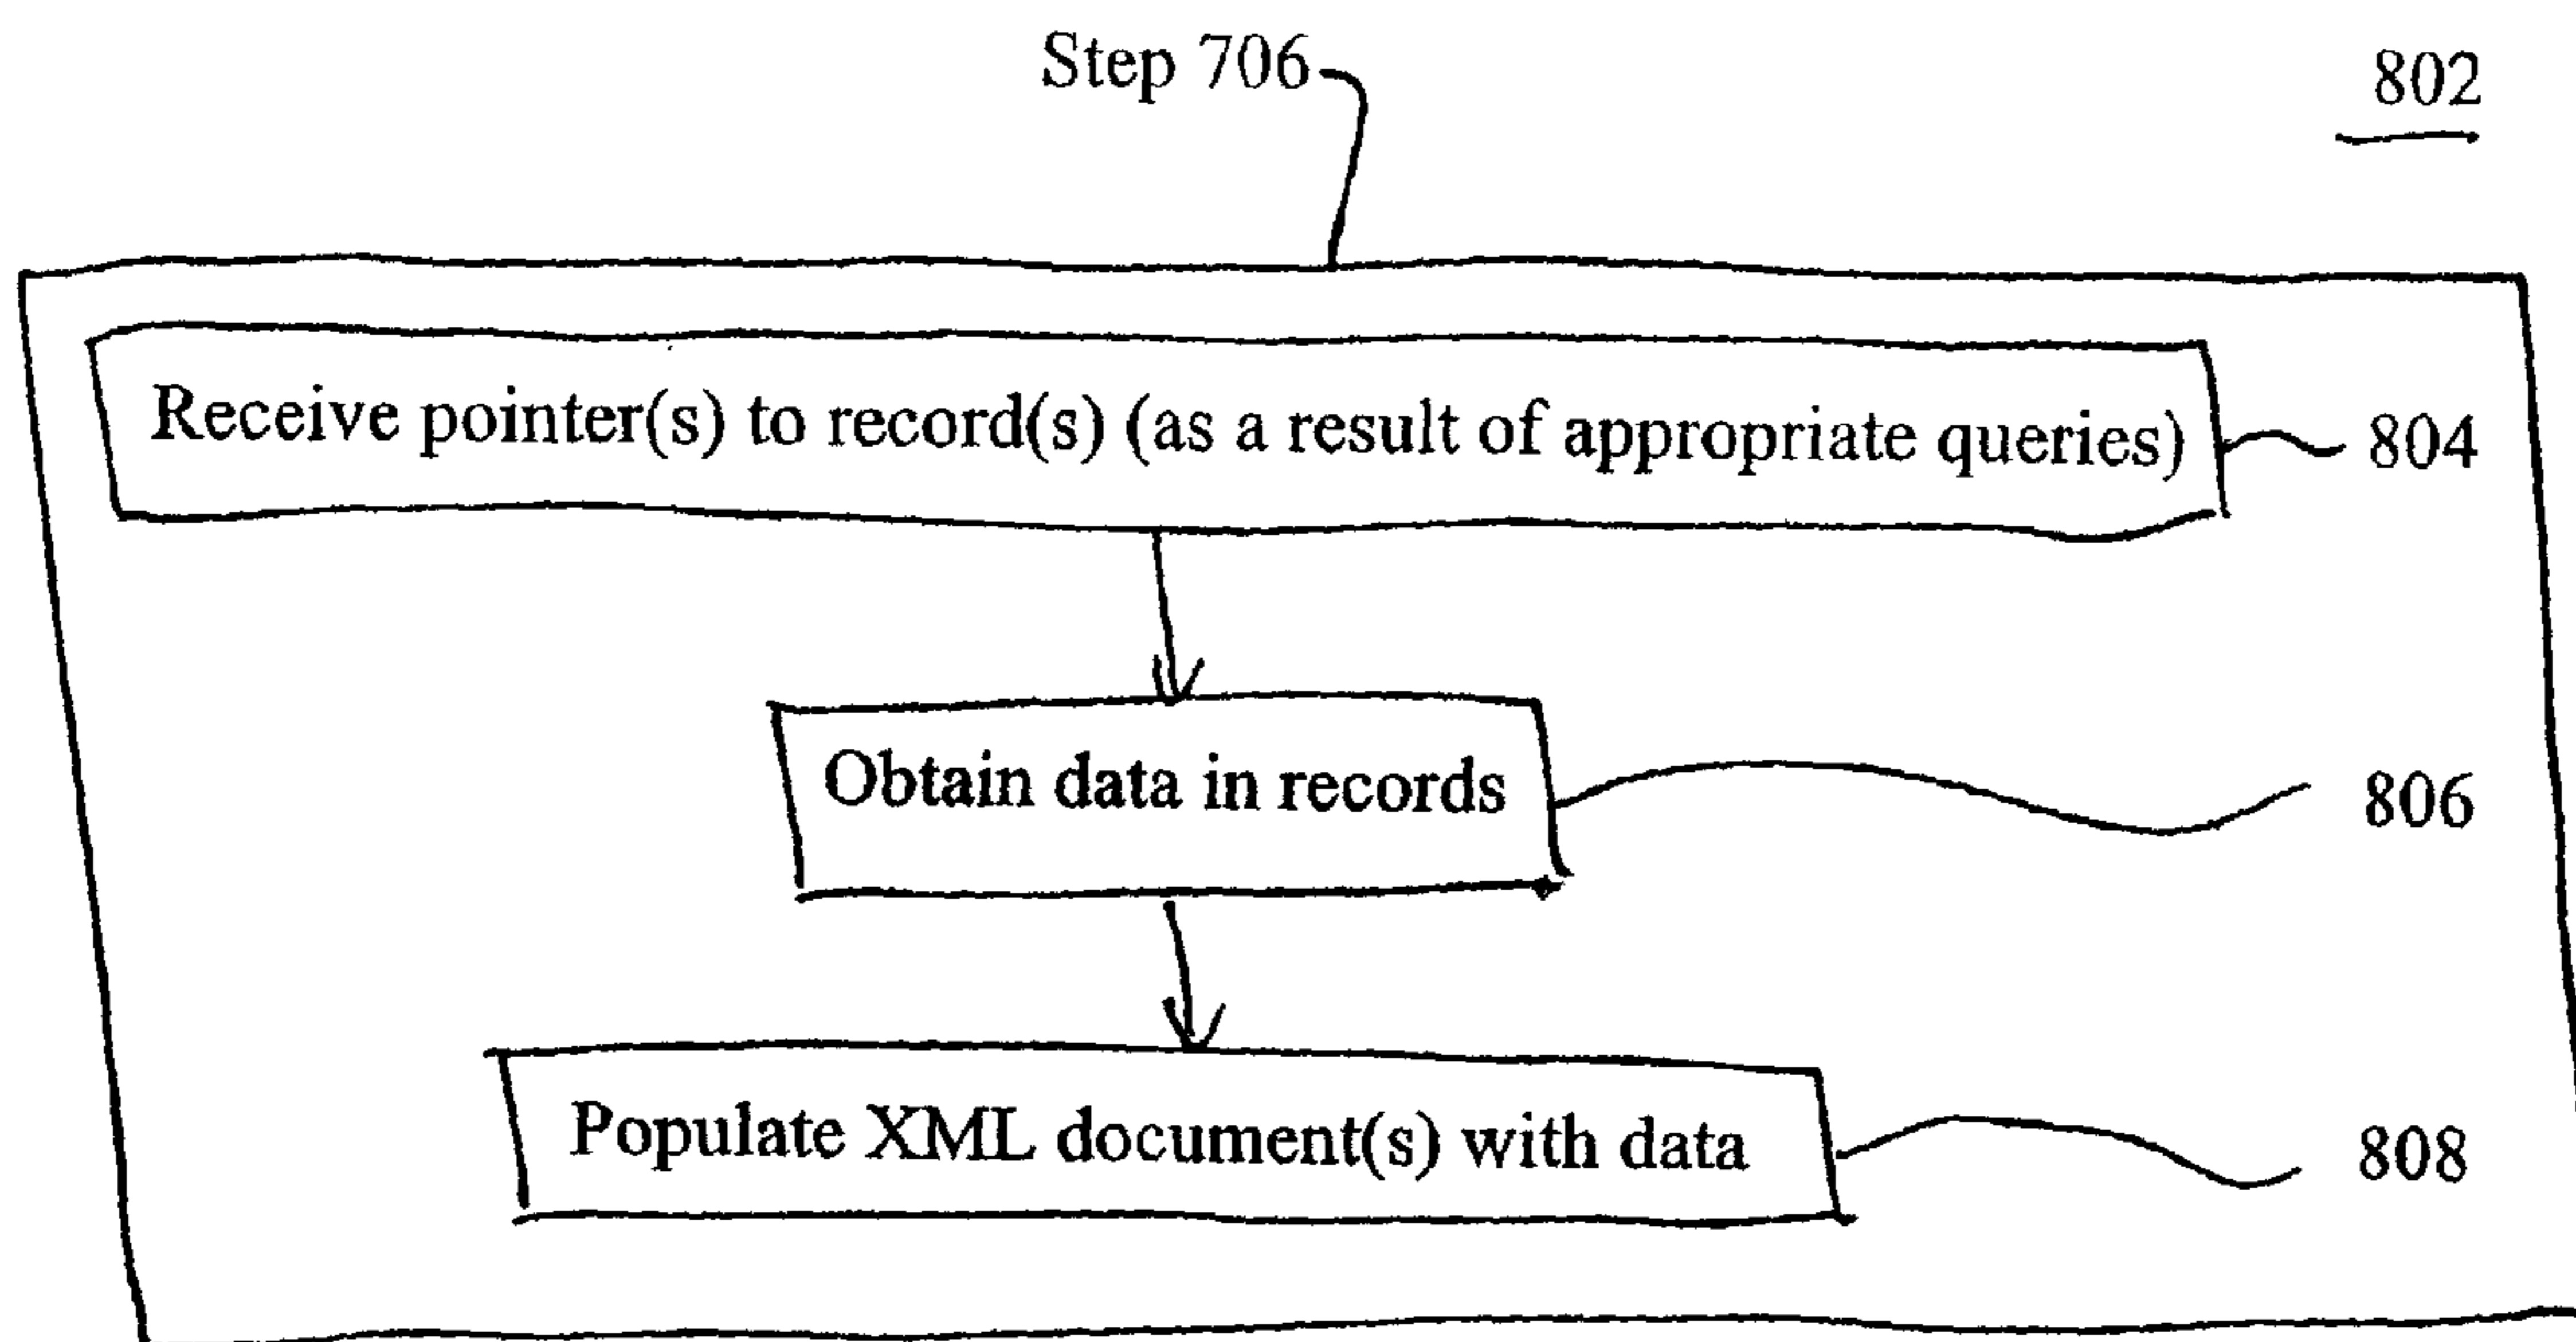 Step 706
802
Receive pointer(s) to record(s) (as a result of appropriate queries)
804
Obtain data in records
806
Populate XML document(s) with data
808